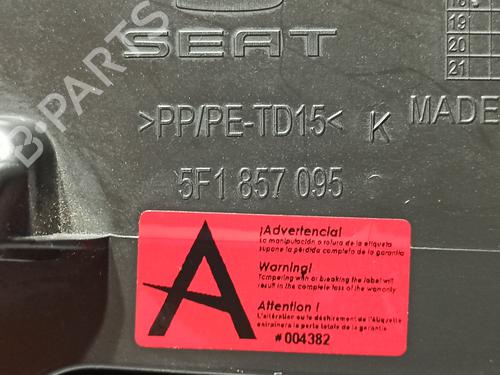 18
19
20
21
SEAT
>PP/PE-TD15< K MADE
5F1 857 095
B-PARTS
A
¡Advertencia!
La manipulación o rotura de la etiqueta
supone la pérdida completa de la garantía
Warning!
Tampering with or breaking the label will
result in the complete loss of the warranty
Attention !
L'altération ou le déchirement de l'étiquette
entraînera la perte totale de la garantie
#004382